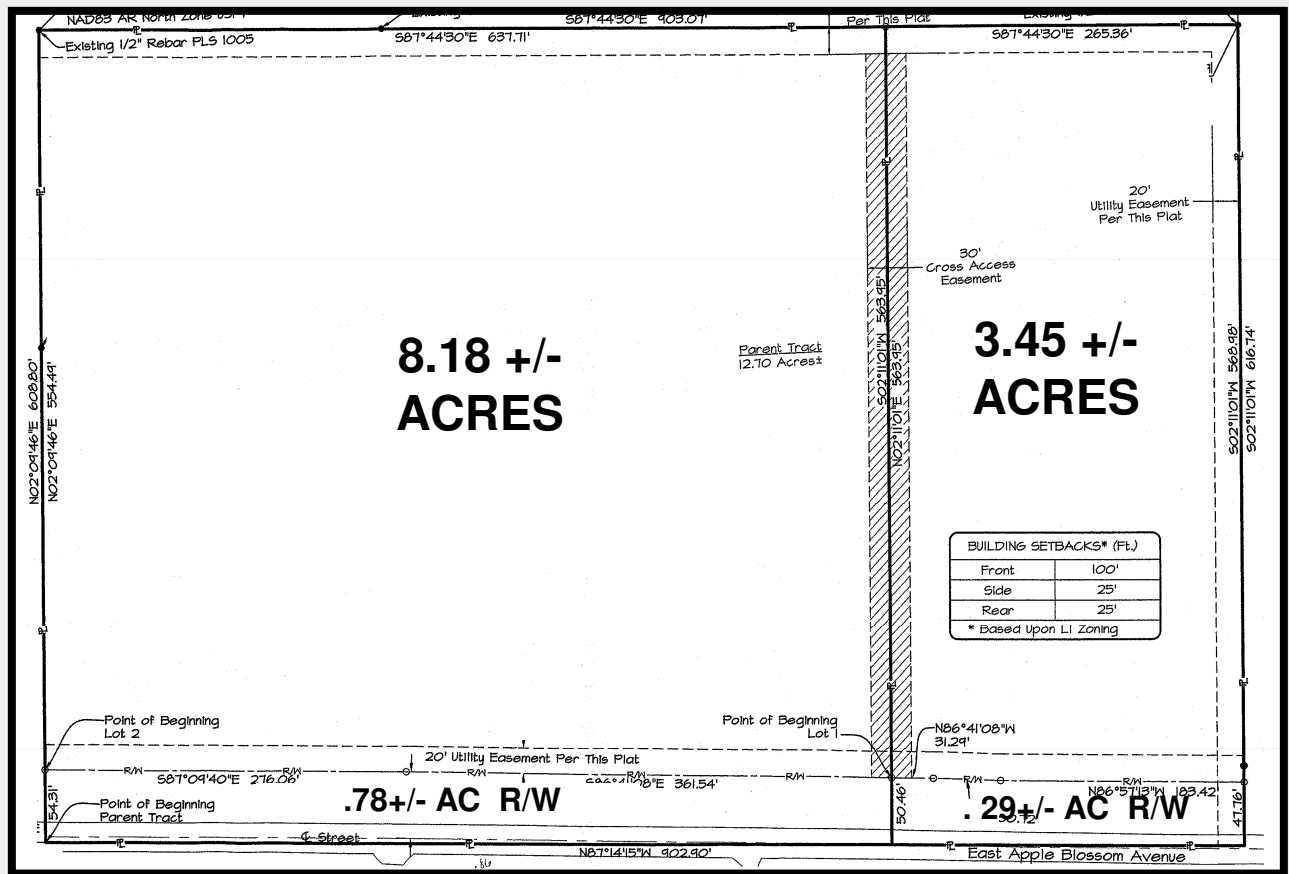 NAD83 AR North Zone USFT
Existing 1/2" Rebar PLS 1005
S87°44'30"E 903.07'
S87°44'30"E 637.71'
Per This Plat
S87°44'30"E 265.36'
20'
Utility Easement
Per This Plat
30'
Cross Access
Easement
8.18 +/-
ACRES
Parent Tract
12.70 Acres±
3.45 +/-
ACRES
N02°09'46"E 608.80'
N02°09'46"E 554.49'
S02°11'01"W 563.95'
N02°11'01"E 563.95'
S02°11'01"W 568.98'
S02°11'01"W 616.74'
BUILDING SETBACKS* (Ft.)
Front 100'
Side 25'
Rear 25'
* Based Upon LI Zoning
Point of Beginning
Lot 2
Point of Beginning
Lot 1
N86°41'08"W
31.29'
20' Utility Easement Per This Plat
R/W R/W R/W R/W R/W R/W R/W
S87°09'40"E 276.06'
361.54'
N86°57'13"W 183.42'
.78+/- AC R/W
. 29+/- AC R/W
54.31'
50.46'
47.76'
Point of Beginning
Parent Tract
℄ Street
N87°14'15"W 902.90'
East Apple Blossom Avenue
.86